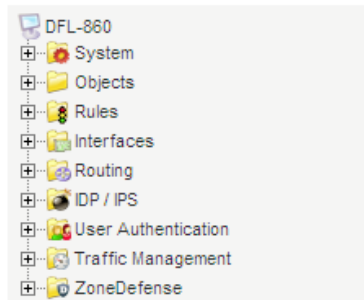 DFL-860
System
Objects
Rules
Interfaces
Routing
IDP / IPS
User Authentication
Traffic Management
ZoneDefense